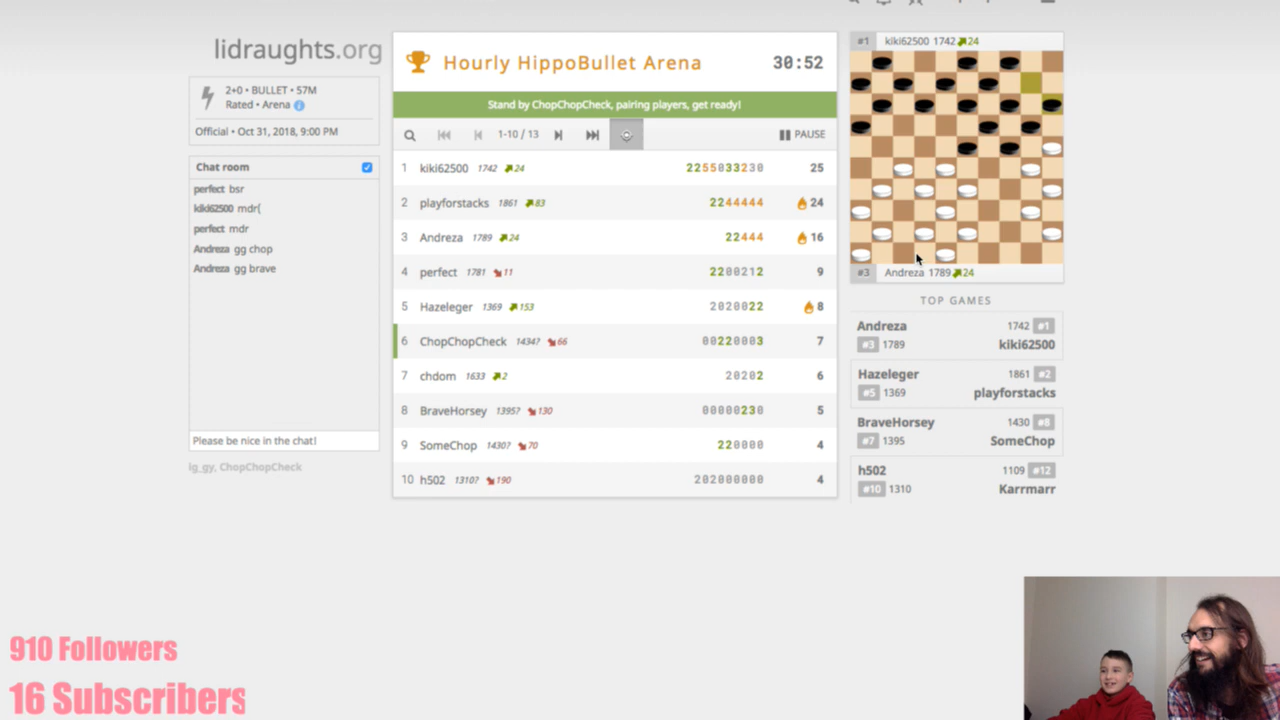 lidraughts.org
2+0 • BULLET • 57M
Rated • Arena
Official • Oct 31, 2018, 9:00 PM
Chat room
perfect bsr
kiki62500 mdr(
perfect mdr
Andreza gg chop
Andreza gg brave
Please be nice in the chat!
ig_gy, ChopChopCheck
Hourly HippoBullet Arena 30:52
Stand by ChopChopCheck, pairing players, get ready!
1-10 / 13 PAUSE
1 kiki62500 1742 24 2255033230 25
2 playforstacks 1861 83 2244444 24
3 Andreza 1789 24 22444 16
4 perfect 1781 11 2200212 9
5 Hazeleger 1369 153 2020022 8
6 ChopChopCheck 1434? 66 00220003 7
7 chdom 1633 2 20202 6
8 BraveHorsey 1395? 130 00000230 5
9 SomeChop 1430? 70 220000 4
10 h502 1310? 190 202000000 4
#1 kiki62500 1742 24
#3 Andreza 1789 24
TOP GAMES
Andreza 1742 #1
#3 1789 kiki62500
Hazeleger 1861 #2
#5 1369 playforstacks
BraveHorsey 1430 #8
#7 1395 SomeChop
h502 1109 #12
#10 1310 Karrmarr
910 Followers
16 Subscribers